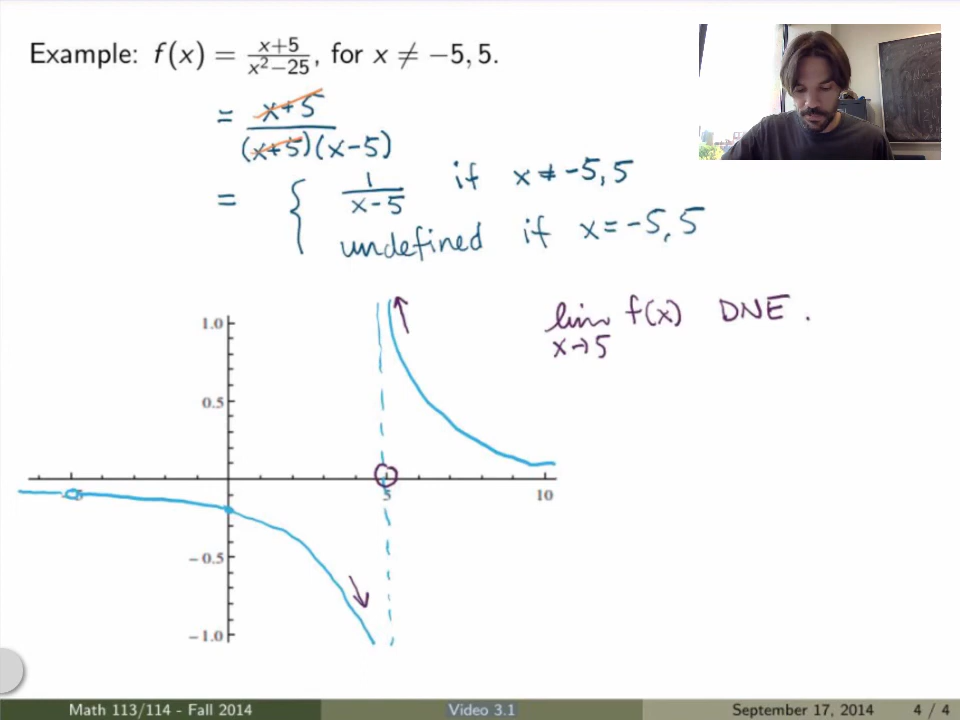 Example: f(x) = x+5 / x²−25, for x ≠ −5, 5.
= x+5 / (x+5)(x−5)
= { 1 / x−5 if x ≠ −5, 5
undefined if x = −5, 5
lim x→5 f(x) DNE.
1.0
0.5
-5 5 10
−0.5
−1.0
Math 113/114 - Fall 2014 Video 3.1 September 17, 2014 4 / 4